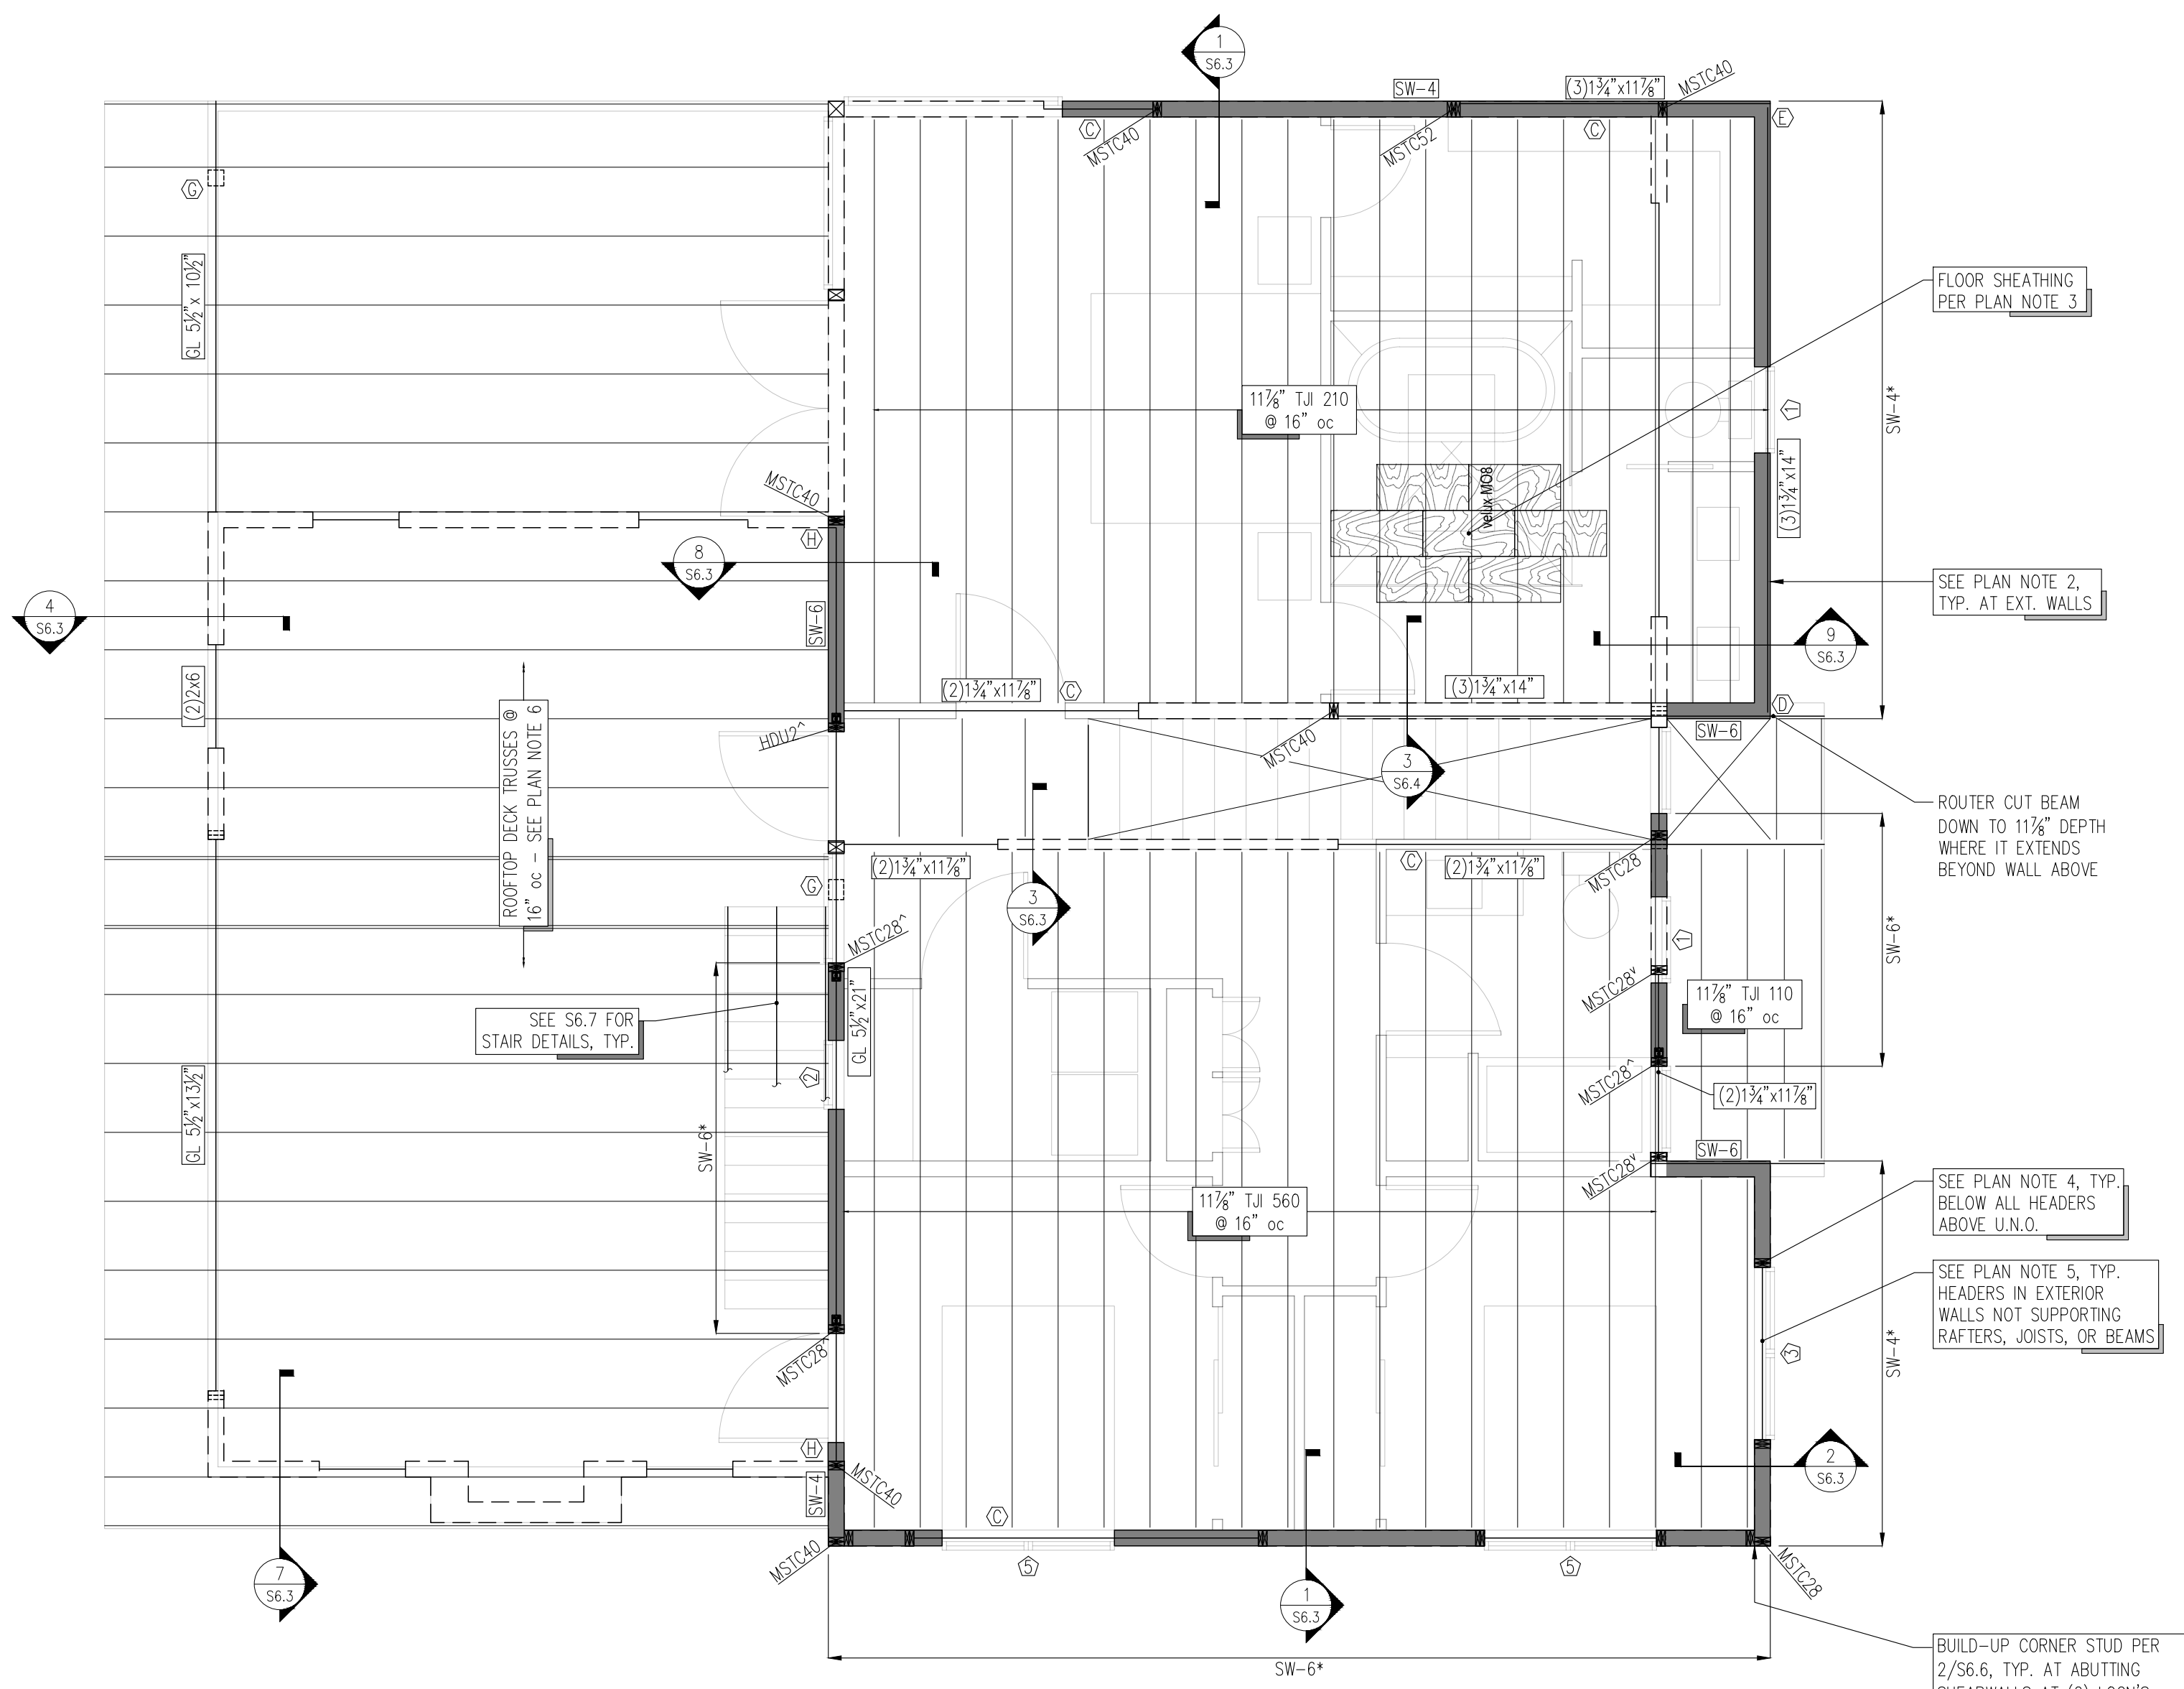 1
S6.3
SW-4
(3)1¾"x11⅞"
MSTC40
C
MSTC40
MSTC52
C
E
G
GL 5½"x 10½"
FLOOR SHEATHING
PER PLAN NOTE 3
11⅞" TJI 210
@ 16" oc
1
SW-4*
(3)1¾"x14"
velux MO8
MSTC40
H
8
S6.3
4
S6.3
SW-6
SEE PLAN NOTE 2,
TYP. AT EXT. WALLS
9
S6.3
(2)2x6
(2)1¾"x11⅞"
C
(3)1¾"x14"
D
SW-6
HDU2^
MSTC40
3
S6.4
ROOFTOP DECK TRUSSES @
16" oc - SEE PLAN NOTE 6
ROUTER CUT BEAM
DOWN TO 11⅞" DEPTH
WHERE IT EXTENDS
BEYOND WALL ABOVE
(2)1¾"x11⅞"
G
3
S6.3
C
(2)1¾"x11⅞"
MSTC28
1
SW-6*
MSTC28^
GL 5½"x21"
MSTC28v
11⅞" TJI 110
@ 16" oc
SEE S6.7 FOR
STAIR DETAILS, TYP.
2
MSTC28^
(2)1¾"x11⅞"
GL 5½"x13½"
SW-6*
SW-6
MSTC28v
11⅞" TJI 560
@ 16" oc
SEE PLAN NOTE 4, TYP.
BELOW ALL HEADERS
ABOVE U.N.O.
SEE PLAN NOTE 5, TYP.
HEADERS IN EXTERIOR
WALLS NOT SUPPORTING
RAFTERS, JOISTS, OR BEAMS
3
SW-4*
MSTC28^
H
SW-4
MSTC40
2
S6.3
C
MSTC40
5
5
MSTC28
7
S6.3
1
S6.3
SW-6*
BUILD-UP CORNER STUD PER
2/S6.6, TYP. AT ABUTTING